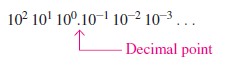 10² 10¹ 10⁰.10⁻¹ 10⁻² 10⁻³ . . .
Decimal point